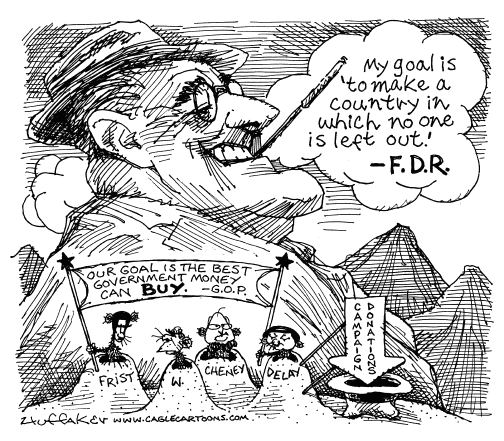 My goal is
'to make a
country in
which no one
is left out.'
—F.D.R.
OUR GOAL IS THE BEST
GOVERNMENT MONEY
CAN BUY. —G.O.P.
CAMPAIGN
DONATIONS
FRIST
W.
CHENEY
DELAY
Huffaker WWW.CAGLECARTOONS.COM